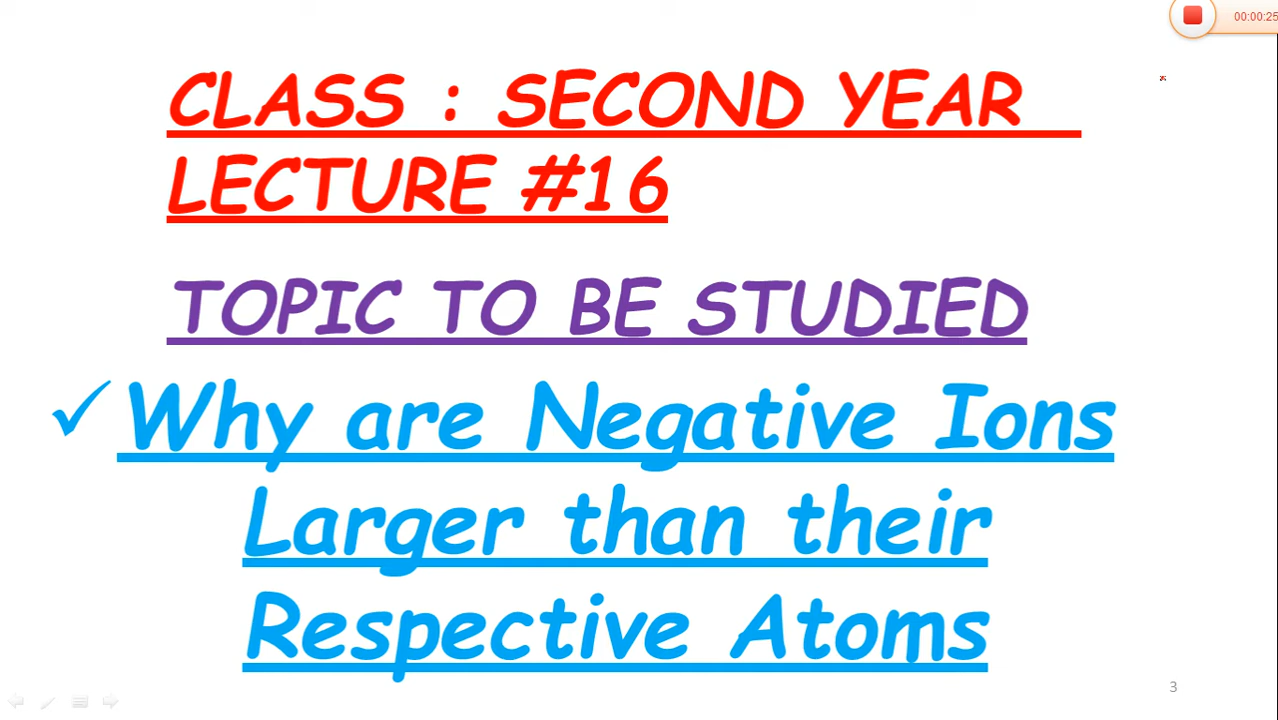 00:00:25
CLASS : SECOND YEAR
LECTURE #16
TOPIC TO BE STUDIED
✓ Why are Negative Ions
Larger than their
Respective Atoms
3